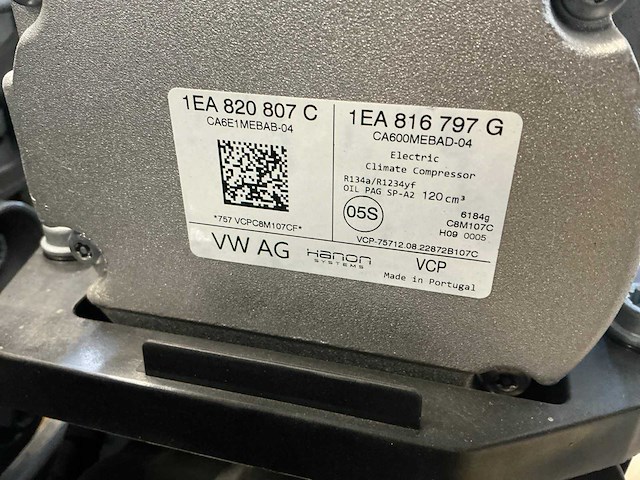 1EA 820 807 C
CA6E1MEBAB-04
*757 VCPC8M107CF*
VW AG
Hanon
SYSTEMS
1EA 816 797 G
CA600MEBAD-04
Electric
Climate Compressor
R134a/R1234yf
OIL PAG SP-A2 120 cm³
05S
6184g
C8M107C
H09 0005
VCP-75712.08.22872B107C
VCP
Made in Portugal